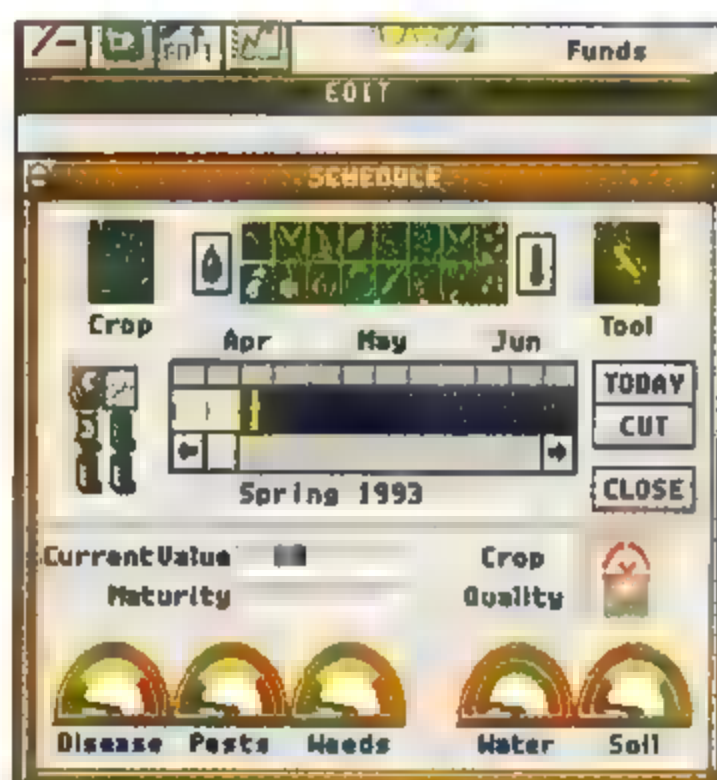 Funds
EDIT
SCHEDULE
Crop
Tool
Apr May Jun
TODAY
CUT
Spring 1993
CLOSE
Current Value
Crop
Maturity
Quality
Disease Pests Weeds Water Soil